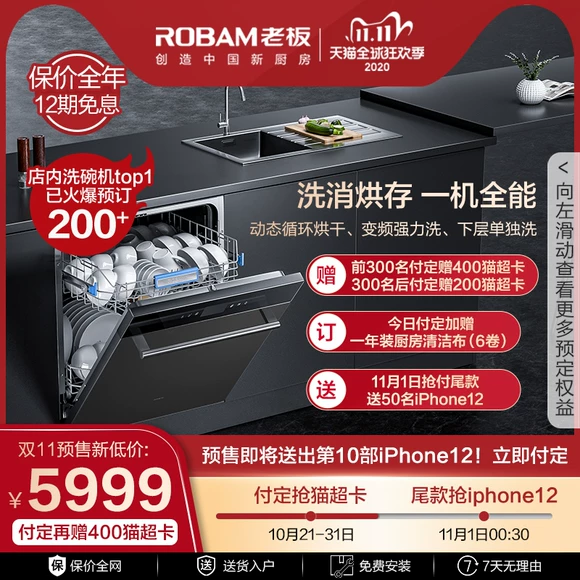 ROBAM老板
创造中国新厨房
11.11
天猫全球狂欢季
2020
保价全年
12期免息
店内洗碗机top1
已火爆预订
200+
洗消烘存 一机全能
动态循环烘干、变频强力洗、下层单独洗
赠
前300名付定赠400猫超卡
300名后付定赠200猫超卡
订
今日付定加赠
一年装厨房清洁布（6卷）
送
11月1日抢付尾款
送50名iPhone12
<向左滑动查看更多预定权益
双11预售新低价:
¥5999
付定再赠400猫超卡
预售即将送出第10部iPhone12！立即付定
付定抢猫超卡
尾款抢iphone12
10月21-31日
11月1日00:30
保 保价全网
送 送货入户
免费安装
7 7天无理由